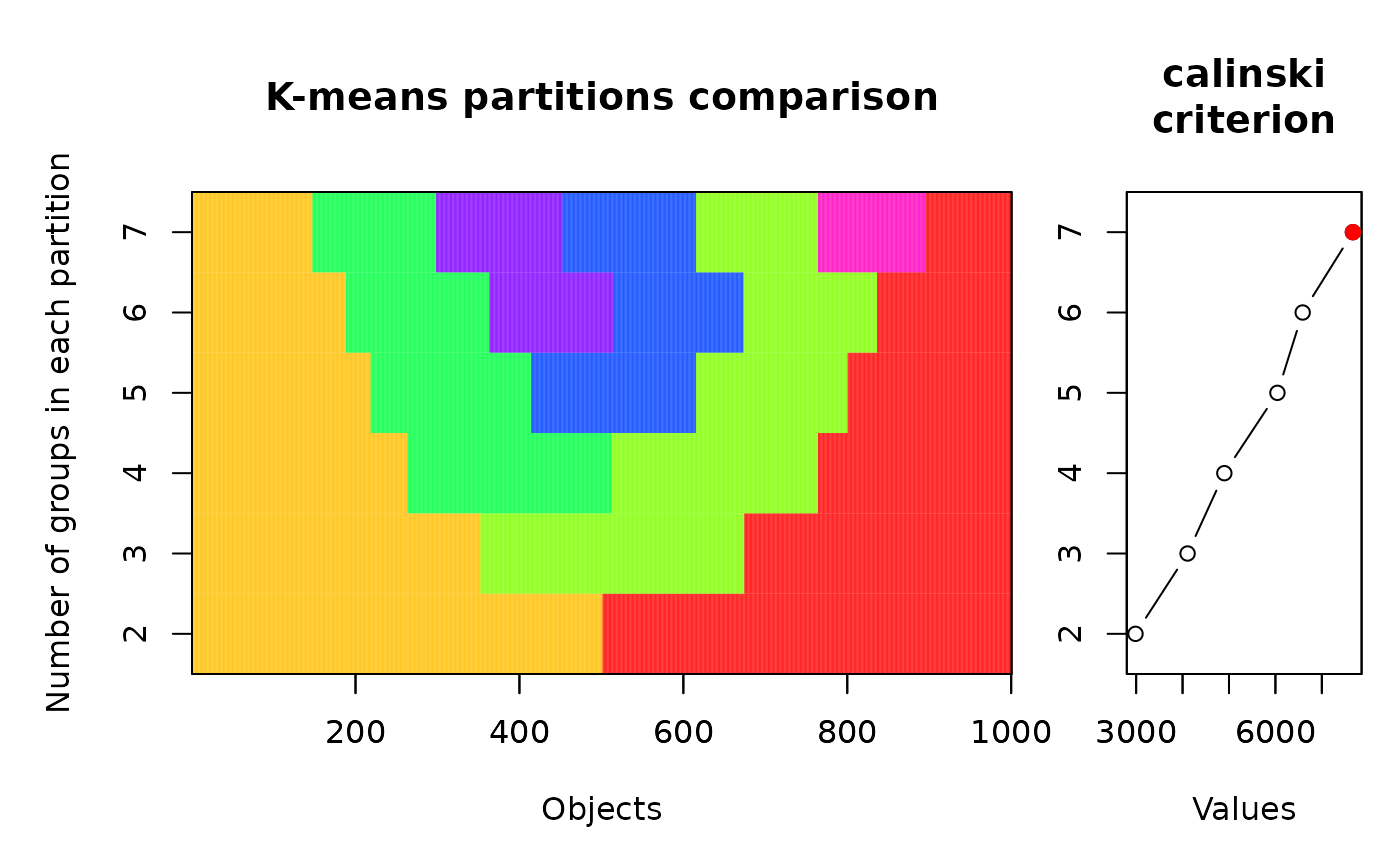 K-means partitions comparison
calinski
criterion
Number of groups in each partition
7
6
5
4
3
2
200 400 600 800 1000
Objects
7
6
5
4
3
2
3000 6000
Values